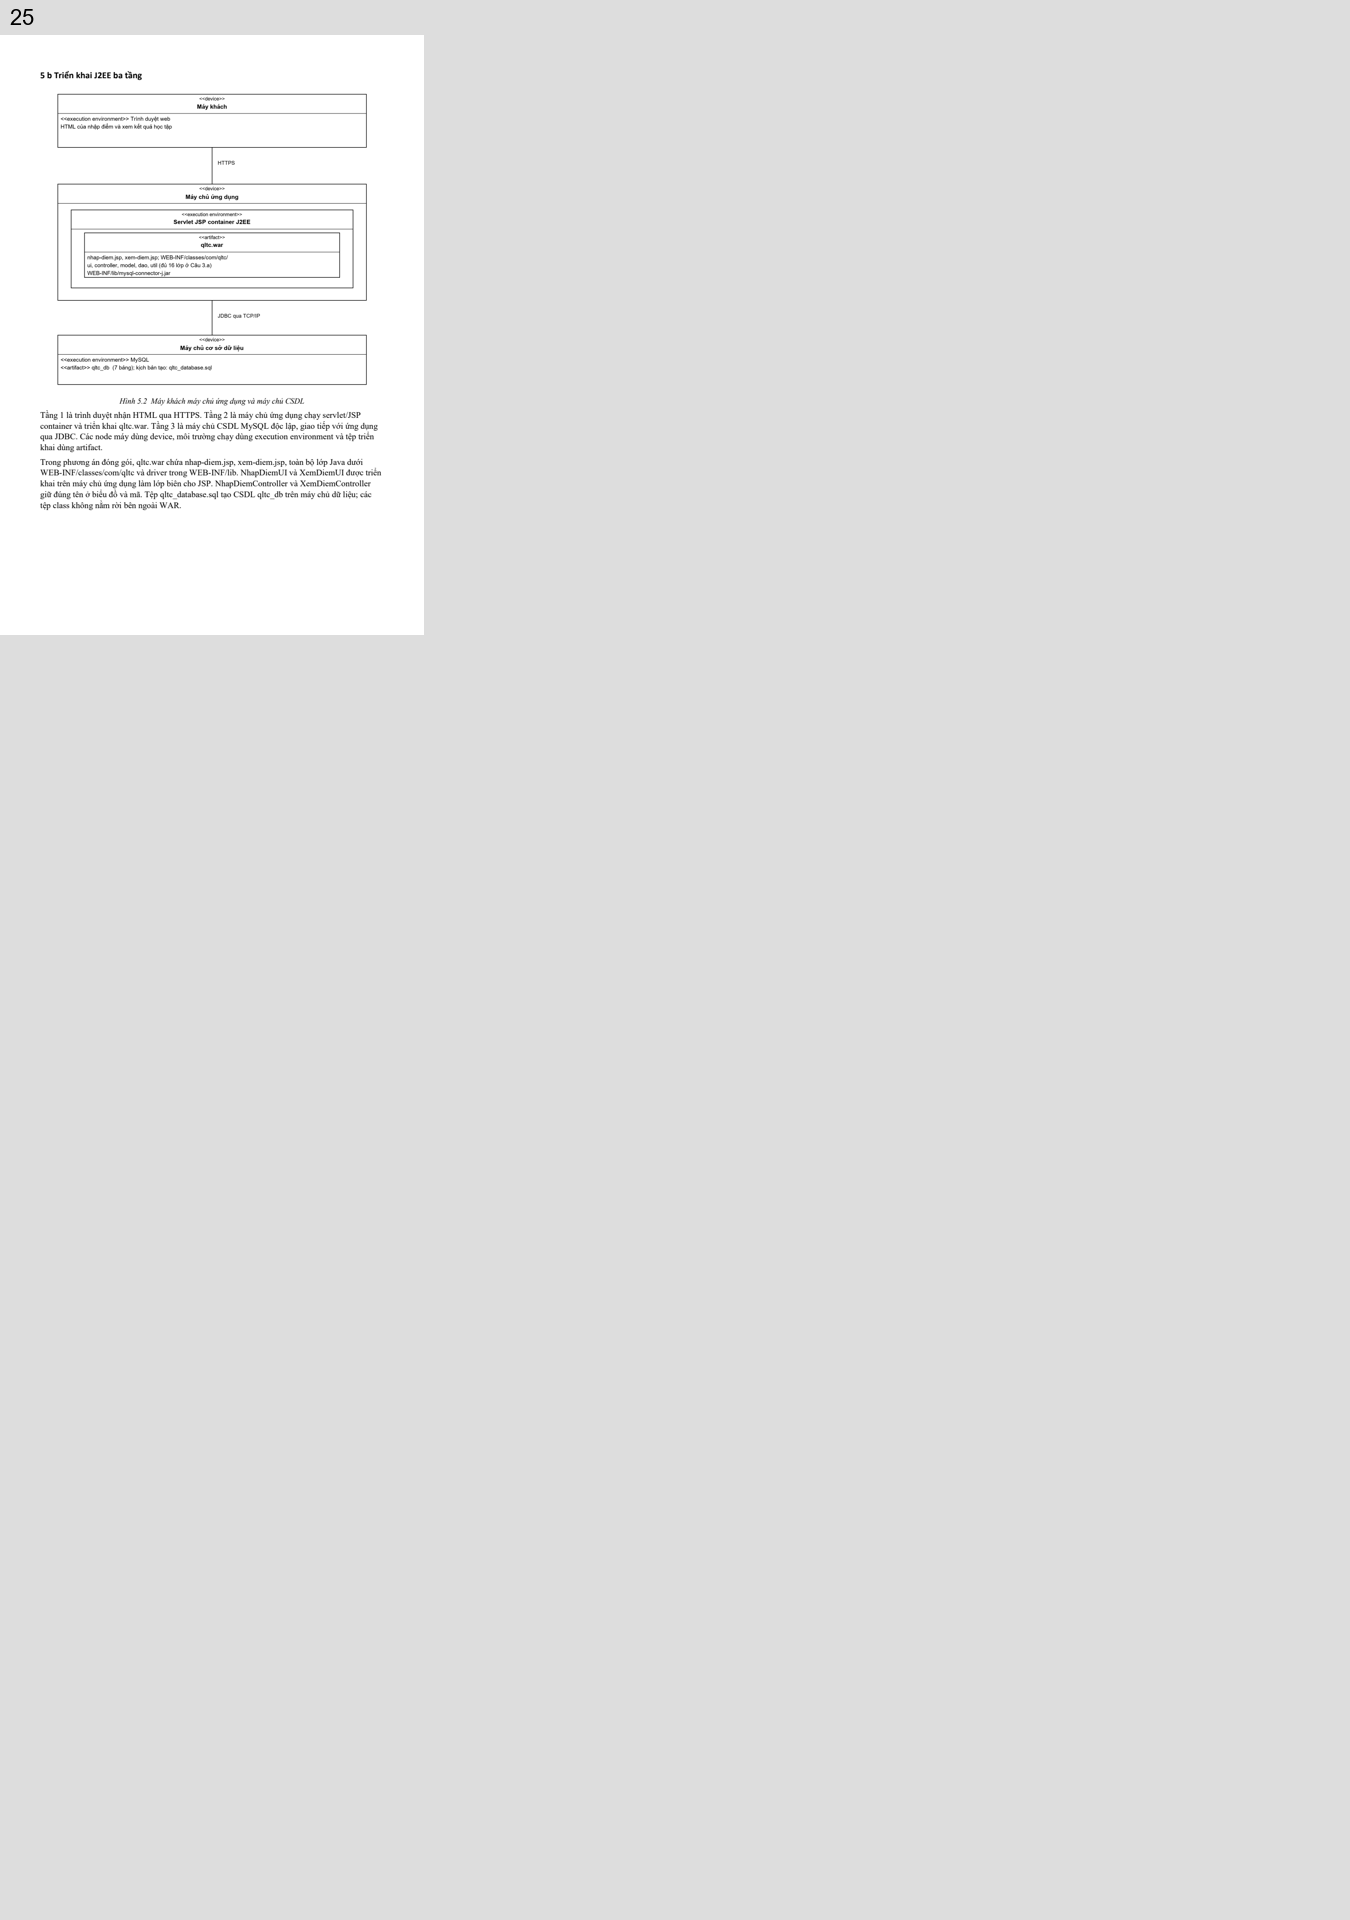 25
5 b Triển khai J2EE ba tầng
<<device>>
Máy khách
<<execution environment>> Trình duyệt web
HTML của nhập điểm và xem kết quả học tập
HTTPS
<<device>>
Máy chủ ứng dụng
<<execution environment>>
Servlet JSP container J2EE
<<artifact>>
qltc.war
nhap-diem.jsp, xem-diem.jsp; WEB-INF/classes/com/qltc/
ui, controller, model, dao, util (đủ 16 lớp ở Câu 3.a)
WEB-INF/lib/mysql-connector-j.jar
JDBC qua TCP/IP
<<device>>
Máy chủ cơ sở dữ liệu
<<execution environment>> MySQL
<<artifact>> qltc_db (7 bảng); kịch bản tạo: qltc_database.sql
Hình 5.2 Máy khách máy chủ ứng dụng và máy chủ CSDL
Tầng 1 là trình duyệt nhận HTML qua HTTPS. Tầng 2 là máy chủ ứng dụng chạy servlet/JSP
container và triển khai qltc.war. Tầng 3 là máy chủ CSDL MySQL độc lập, giao tiếp với ứng dụng
qua JDBC. Các node máy dùng device, môi trường chạy dùng execution environment và tệp triển
khai dùng artifact.
Trong phương án đóng gói, qltc.war chứa nhap-diem.jsp, xem-diem.jsp, toàn bộ lớp Java dưới
WEB-INF/classes/com/qltc và driver trong WEB-INF/lib. NhapDiemUI và XemDiemUI được triển
khai trên máy chủ ứng dụng làm lớp biên cho JSP. NhapDiemController và XemDiemController
giữ đúng tên ở biểu đồ và mã. Tệp qltc_database.sql tạo CSDL qltc_db trên máy chủ dữ liệu; các
tệp class không nằm rời bên ngoài WAR.